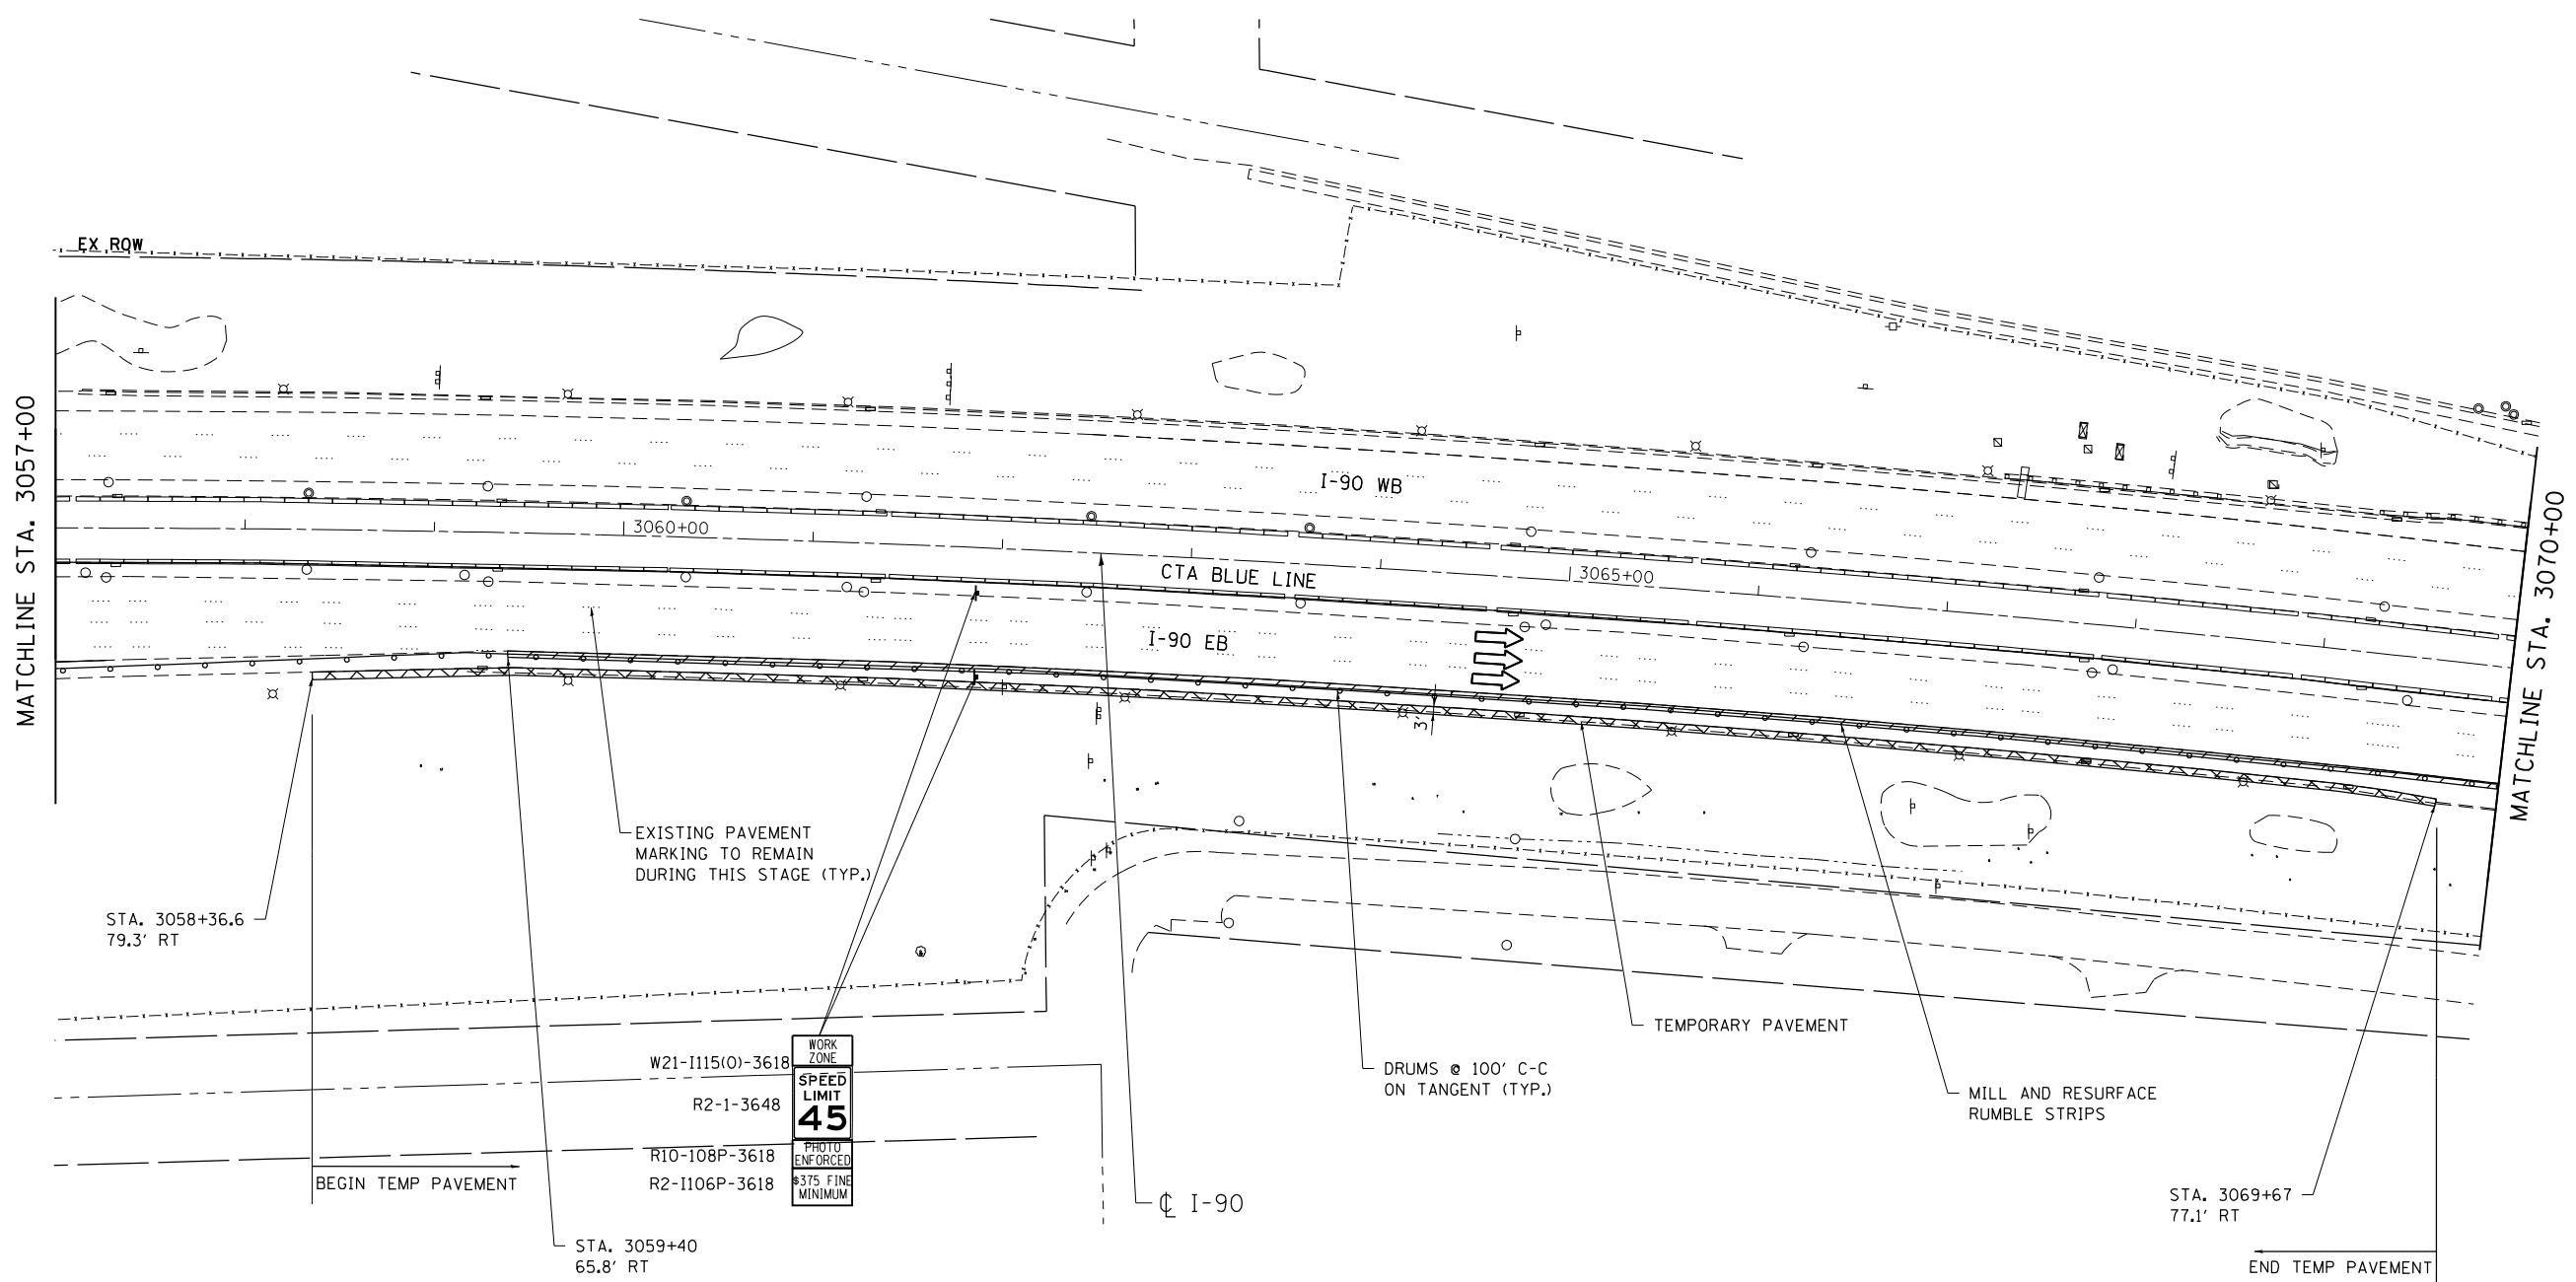 EX ROW
MATCHLINE STA. 3057+00
I-90 WB
3060+00
CTA BLUE LINE
3065+00
MATCHLINE STA. 3070+00
I-90 EB
3'
EXISTING PAVEMENT
MARKING TO REMAIN
DURING THIS STAGE (TYP.)
STA. 3058+36.6
79.3' RT
TEMPORARY PAVEMENT
WORK
ZONE
W21-I115(O)-3618
SPEED
LIMIT
45
R2-1-3648
PHOTO
ENFORCED
R10-108P-3618
$375 FINE
MINIMUM
R2-I106P-3618
DRUMS @ 100' C-C
ON TANGENT (TYP.)
MILL AND RESURFACE
RUMBLE STRIPS
BEGIN TEMP PAVEMENT
℄ I-90
STA. 3069+67
77.1' RT
STA. 3059+40
65.8' RT
END TEMP PAVEMENT